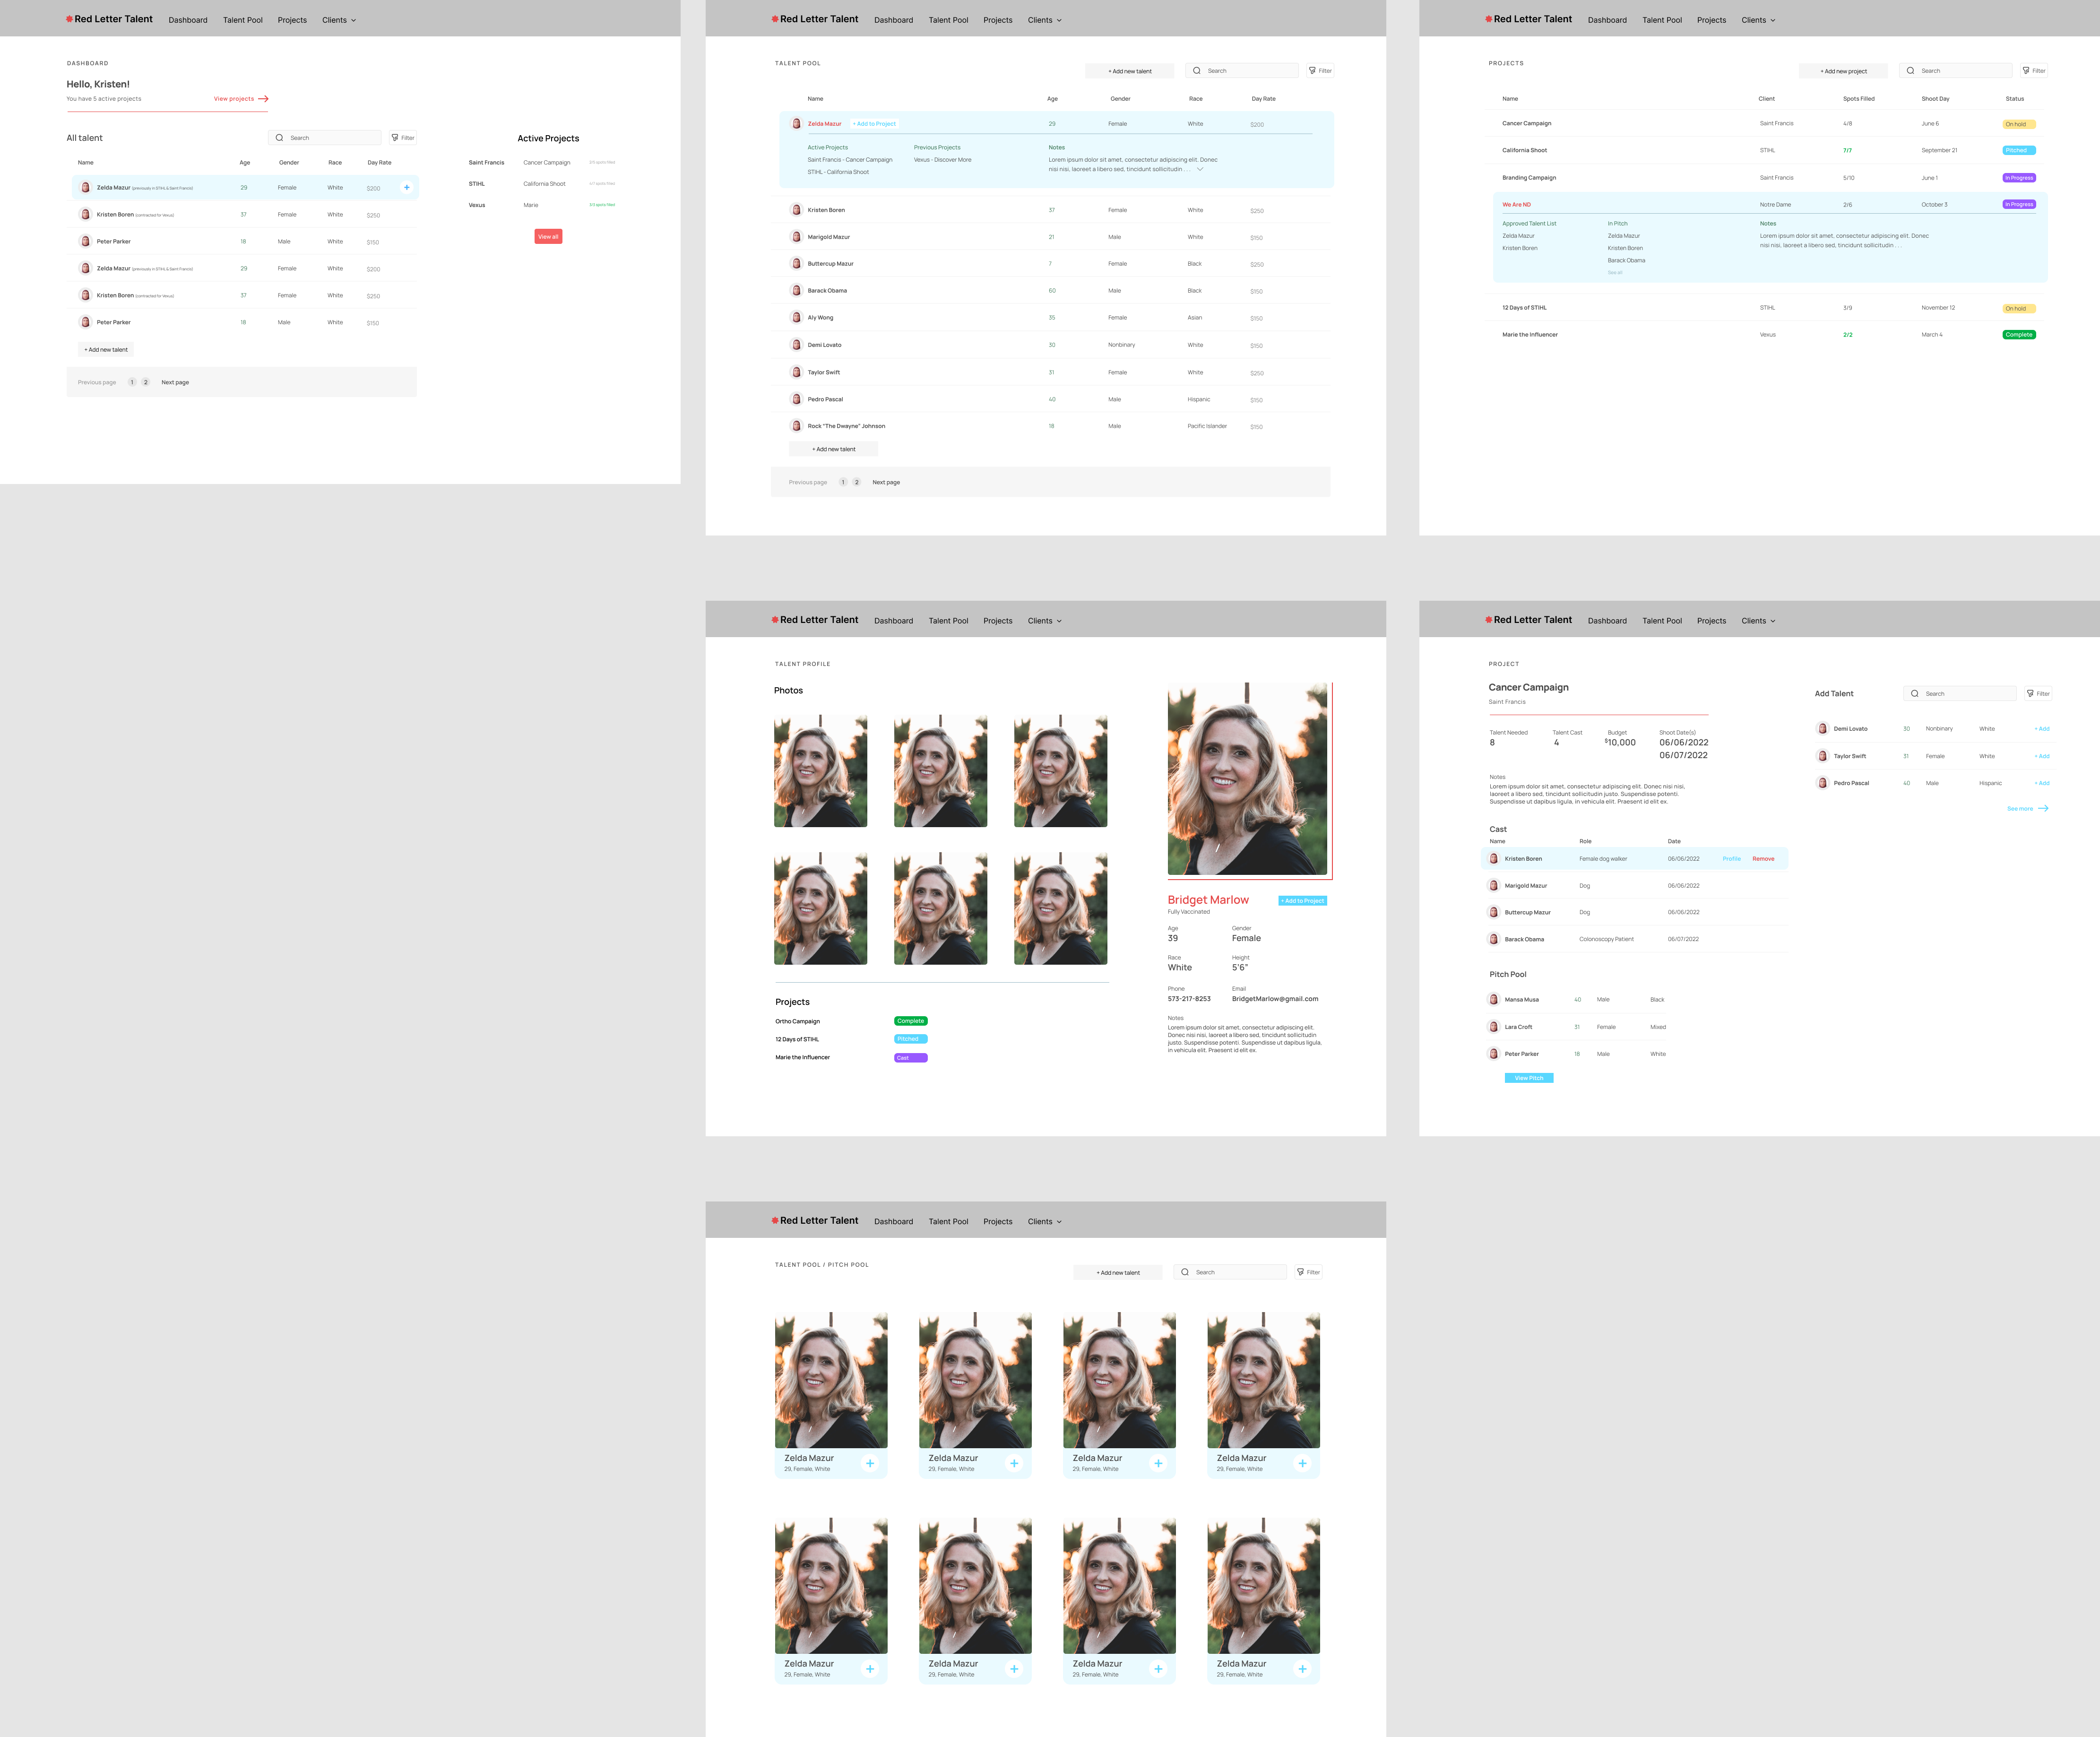 Red Letter Talent Dashboard Talent Pool Projects Clients
DASHBOARD
Hello, Kristen!
You have 5 active projects View projects
All talent Search Filter
Name Age Gender Race Day Rate
Zelda Mazur (previously in STIHL & Saint Francis) 29 Female White $200 +
Kristen Boren (contracted for Vexus) 37 Female White $250
Peter Parker 18 Male White $150
Zelda Mazur (previously in STIHL & Saint Francis) 29 Female White $200
Kristen Boren (contracted for Vexus) 37 Female White $250
Peter Parker 18 Male White $150
+ Add new talent
Previous page 1 2 Next page
Active Projects
Saint Francis Cancer Campaign
STIHL California Shoot
Vexus Marie
View all
Red Letter Talent Dashboard Talent Pool Projects Clients
TALENT POOL
+ Add new talent Search Filter
Name Age Gender Race Day Rate
Zelda Mazur + Add to Project 29 Female White $200
Active Projects Previous Projects Notes
Saint Francis - Cancer Campaign Vexus - Discover More Lorem ipsum dolor sit amet, consectetur adipiscing elit. Donec
STIHL - California Shoot nisi nisi, laoreet a libero sed, tincidunt sollicitudin . . .
Kristen Boren 37 Female White $250
Marigold Mazur 21 Male White $150
Buttercup Mazur 7 Female Black $250
Barack Obama 60 Male Black $150
Aly Wong 35 Female Asian $150
Demi Lovato 30 Nonbinary White $150
Taylor Swift 31 Female White $250
Pedro Pascal 40 Male Hispanic $150
Rock "The Dwayne" Johnson 18 Male Pacific Islander $150
+ Add new talent
Previous page 1 2 Next page
Red Letter Talent Dashboard Talent Pool Projects Clients
PROJECTS
+ Add new project Search Filter
Name Client Spots Filled Shoot Day Status
Cancer Campaign Saint Francis 4/8 June 6 On hold
California Shoot STIHL 7/7 September 21 Pitched
Branding Campaign Saint Francis 5/10 June 1 In Progress
We Are ND Notre Dame 2/6 October 3 In Progress
Approved Talent List In Pitch Notes
Zelda Mazur Zelda Mazur Lorem ipsum dolor sit amet, consectetur adipiscing elit. Donec
Kristen Boren Kristen Boren nisi nisi, laoreet a libero sed, tincidunt sollicitudin . . .
Barack Obama
See all
12 Days of STIHL STIHL 3/9 November 12 On hold
Marie the Influencer Vexus 2/2 March 4 Complete
Red Letter Talent Dashboard Talent Pool Projects Clients
TALENT PROFILE
Photos
Projects
Ortho Campaign Complete
12 Days of STIHL Pitched
Marie the Influencer Cast
Bridget Marlow + Add to Project
Fully Vaccinated
Age Gender
39 Female
Race Height
White 5'6"
Phone Email
573-217-8253 BridgetMarlow@gmail.com
Notes
Lorem ipsum dolor sit amet, consectetur adipiscing elit.
Donec nisi nisi, laoreet a libero sed, tincidunt sollicitudin
justo. Suspendisse potenti. Suspendisse ut dapibus ligula,
in vehicula elit. Praesent id elit ex.
Red Letter Talent Dashboard Talent Pool Projects Clients
PROJECT
Cancer Campaign
Saint Francis
Talent Needed Talent Cast Budget Shoot Date(s)
8 4 $10,000 06/06/2022
06/07/2022
Notes
Lorem ipsum dolor sit amet, consectetur adipiscing elit. Donec nisi nisi,
laoreet a libero sed, tincidunt sollicitudin justo. Suspendisse potenti.
Suspendisse ut dapibus ligula, in vehicula elit. Praesent id elit ex.
Cast
Name Role Date
Kristen Boren Female dog walker 06/06/2022 Profile Remove
Marigold Mazur Dog 06/06/2022
Buttercup Mazur Dog 06/06/2022
Barack Obama Colonoscopy Patient 06/07/2022
Pitch Pool
Mansa Musa 40 Male Black
Lara Croft 31 Female Mixed
Peter Parker 18 Male White
View Pitch
Add Talent Search Filter
Demi Lovato 30 Nonbinary White + Add
Taylor Swift 31 Female White + Add
Pedro Pascal 40 Male Hispanic + Add
See more
Red Letter Talent Dashboard Talent Pool Projects Clients
TALENT POOL / PITCH POOL
+ Add new talent Search Filter
Zelda Mazur Zelda Mazur Zelda Mazur Zelda Mazur
29, Female, White 29, Female, White 29, Female, White 29, Female, White
Zelda Mazur Zelda Mazur Zelda Mazur Zelda Mazur
29, Female, White 29, Female, White 29, Female, White 29, Female, White